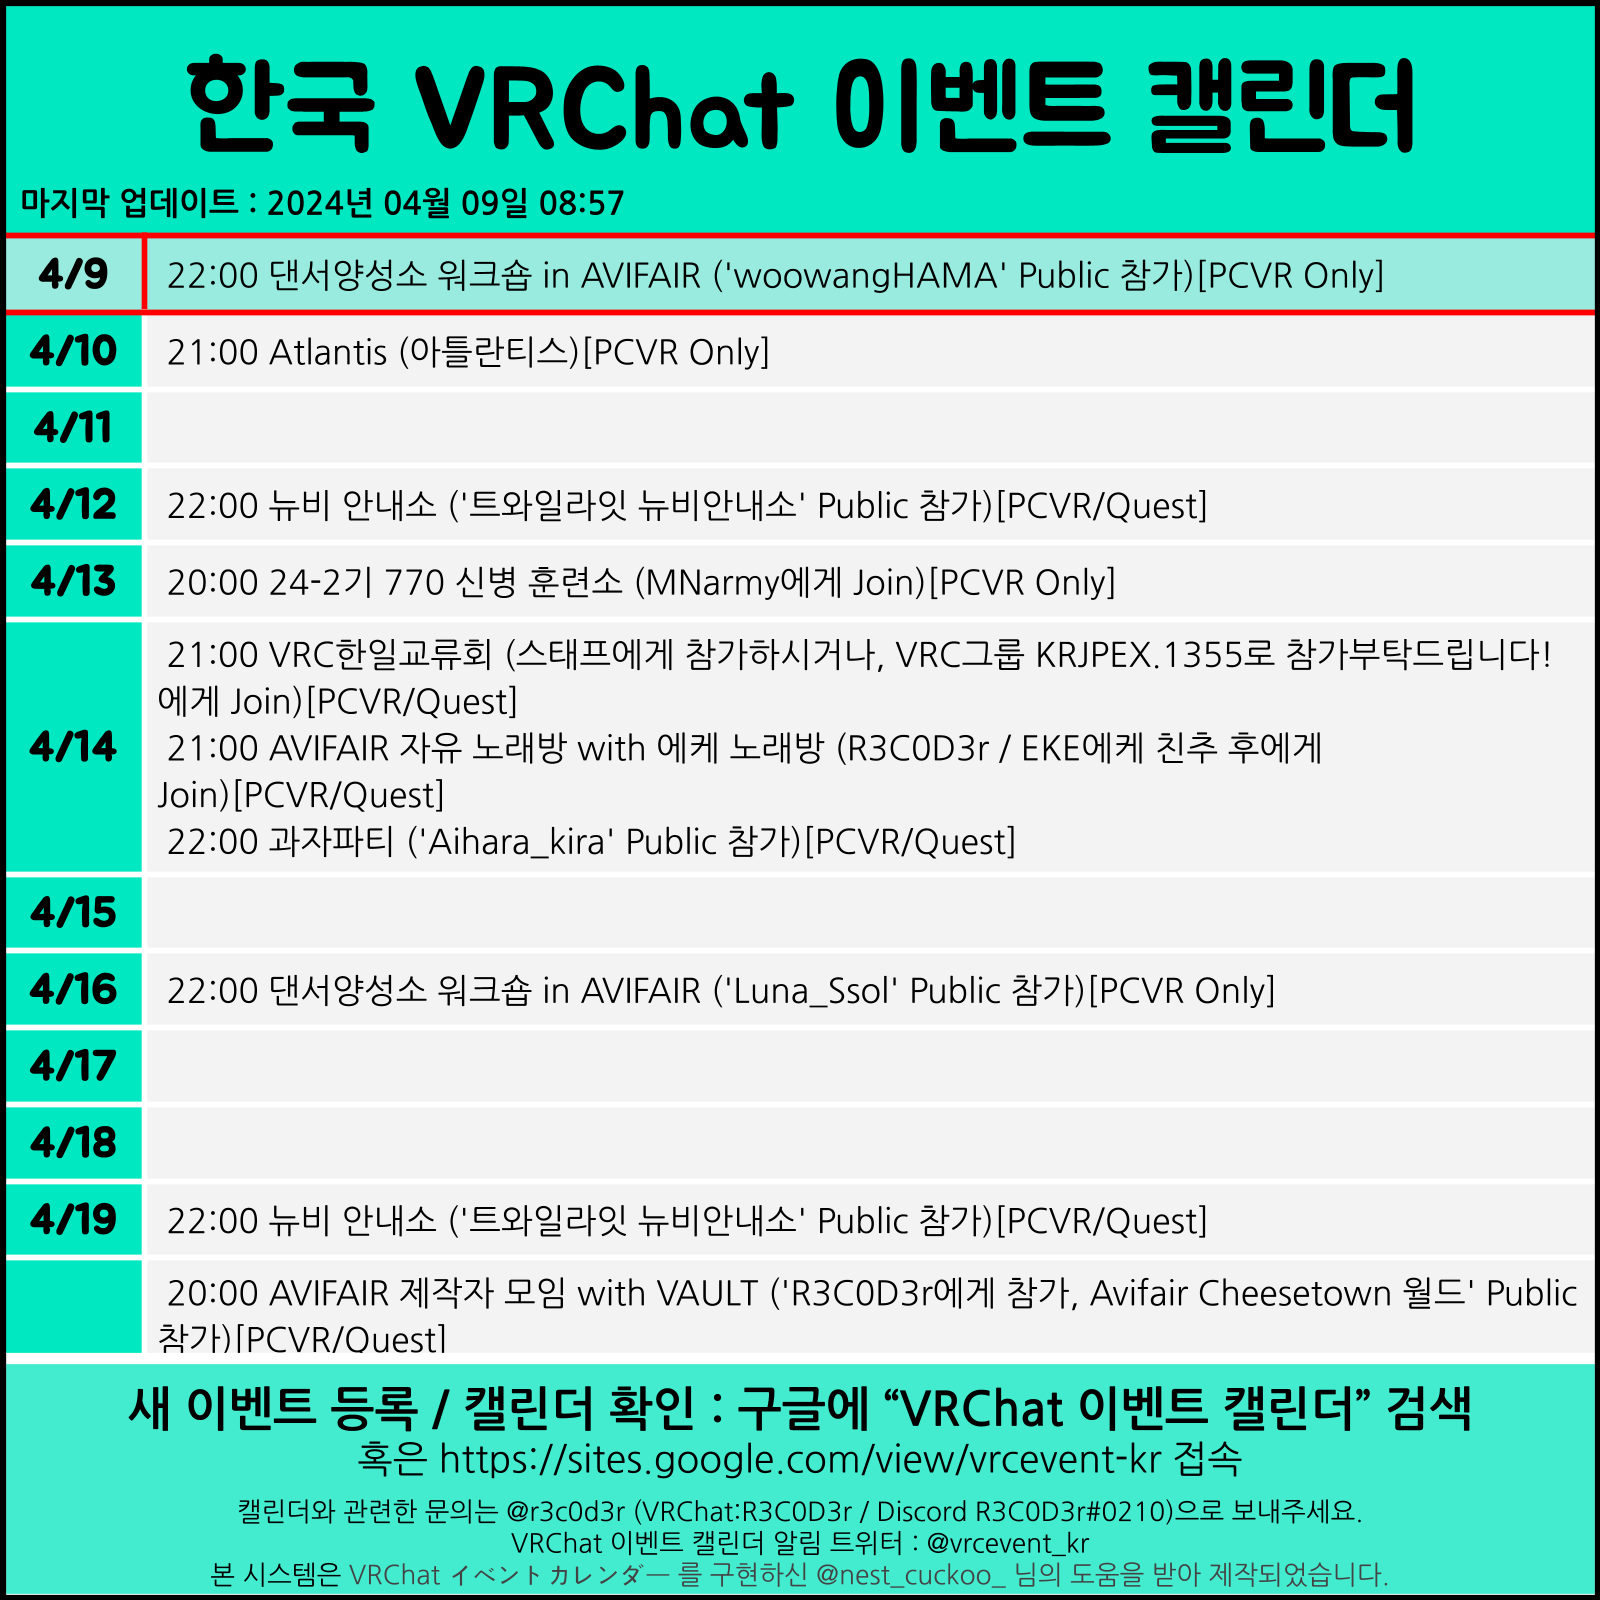 한국 VRChat 이벤트 캘린더
마지막 업데이트 : 2024년 04월 09일 08:57
4/9 22:00 댄서양성소 워크숍 in AVIFAIR ('woowangHAMA' Public 참가)[PCVR Only]
4/10 21:00 Atlantis (아틀란티스)[PCVR Only]
4/11
4/12 22:00 뉴비 안내소 ('트와일라잇 뉴비안내소' Public 참가)[PCVR/Quest]
4/13 20:00 24-2기 770 신병 훈련소 (MNarmy에게 Join)[PCVR Only]
4/14
21:00 VRC한일교류회 (스태프에게 참가하시거나, VRC그룹 KRJPEX.1355로 참가부탁드립니다!
에게 Join)[PCVR/Quest]
21:00 AVIFAIR 자유 노래방 with 에케 노래방 (R3C0D3r / EKE에케 친추 후에게
Join)[PCVR/Quest]
22:00 과자파티 ('Aihara_kira' Public 참가)[PCVR/Quest]
4/15
4/16 22:00 댄서양성소 워크숍 in AVIFAIR ('Luna_Ssol' Public 참가)[PCVR Only]
4/17
4/18
4/19 22:00 뉴비 안내소 ('트와일라잇 뉴비안내소' Public 참가)[PCVR/Quest]
20:00 AVIFAIR 제작자 모임 with VAULT ('R3C0D3r에게 참가, Avifair Cheesetown 월드' Public
참가)[PCVR/Quest]
새 이벤트 등록 / 캘린더 확인 : 구글에 “VRChat 이벤트 캘린더” 검색
혹은 https://sites.google.com/view/vrcevent-kr 접속
캘린더와 관련한 문의는 @r3c0d3r (VRChat:R3C0D3r / Discord R3C0D3r#0210)으로 보내주세요.
VRChat 이벤트 캘린더 알림 트위터 : @vrcevent_kr
본 시스템은 VRChat イベントカレンダー 를 구현하신 @nest_cuckoo_ 님의 도움을 받아 제작되었습니다.